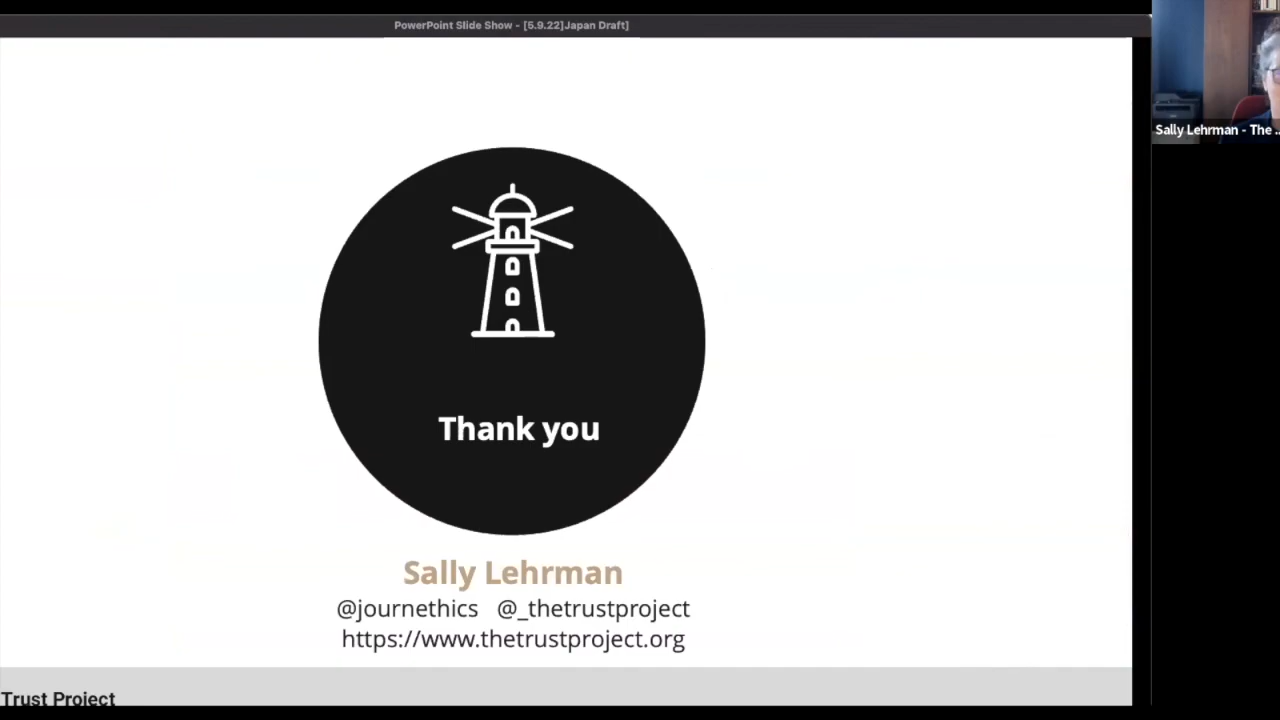 PowerPoint Slide Show - [5.9.22]Japan Draft]
Sally Lehrman - The ..
Thank you
Sally Lehrman
@journethics @_thetrustproject
https://www.thetrustproject.org
Trust Project